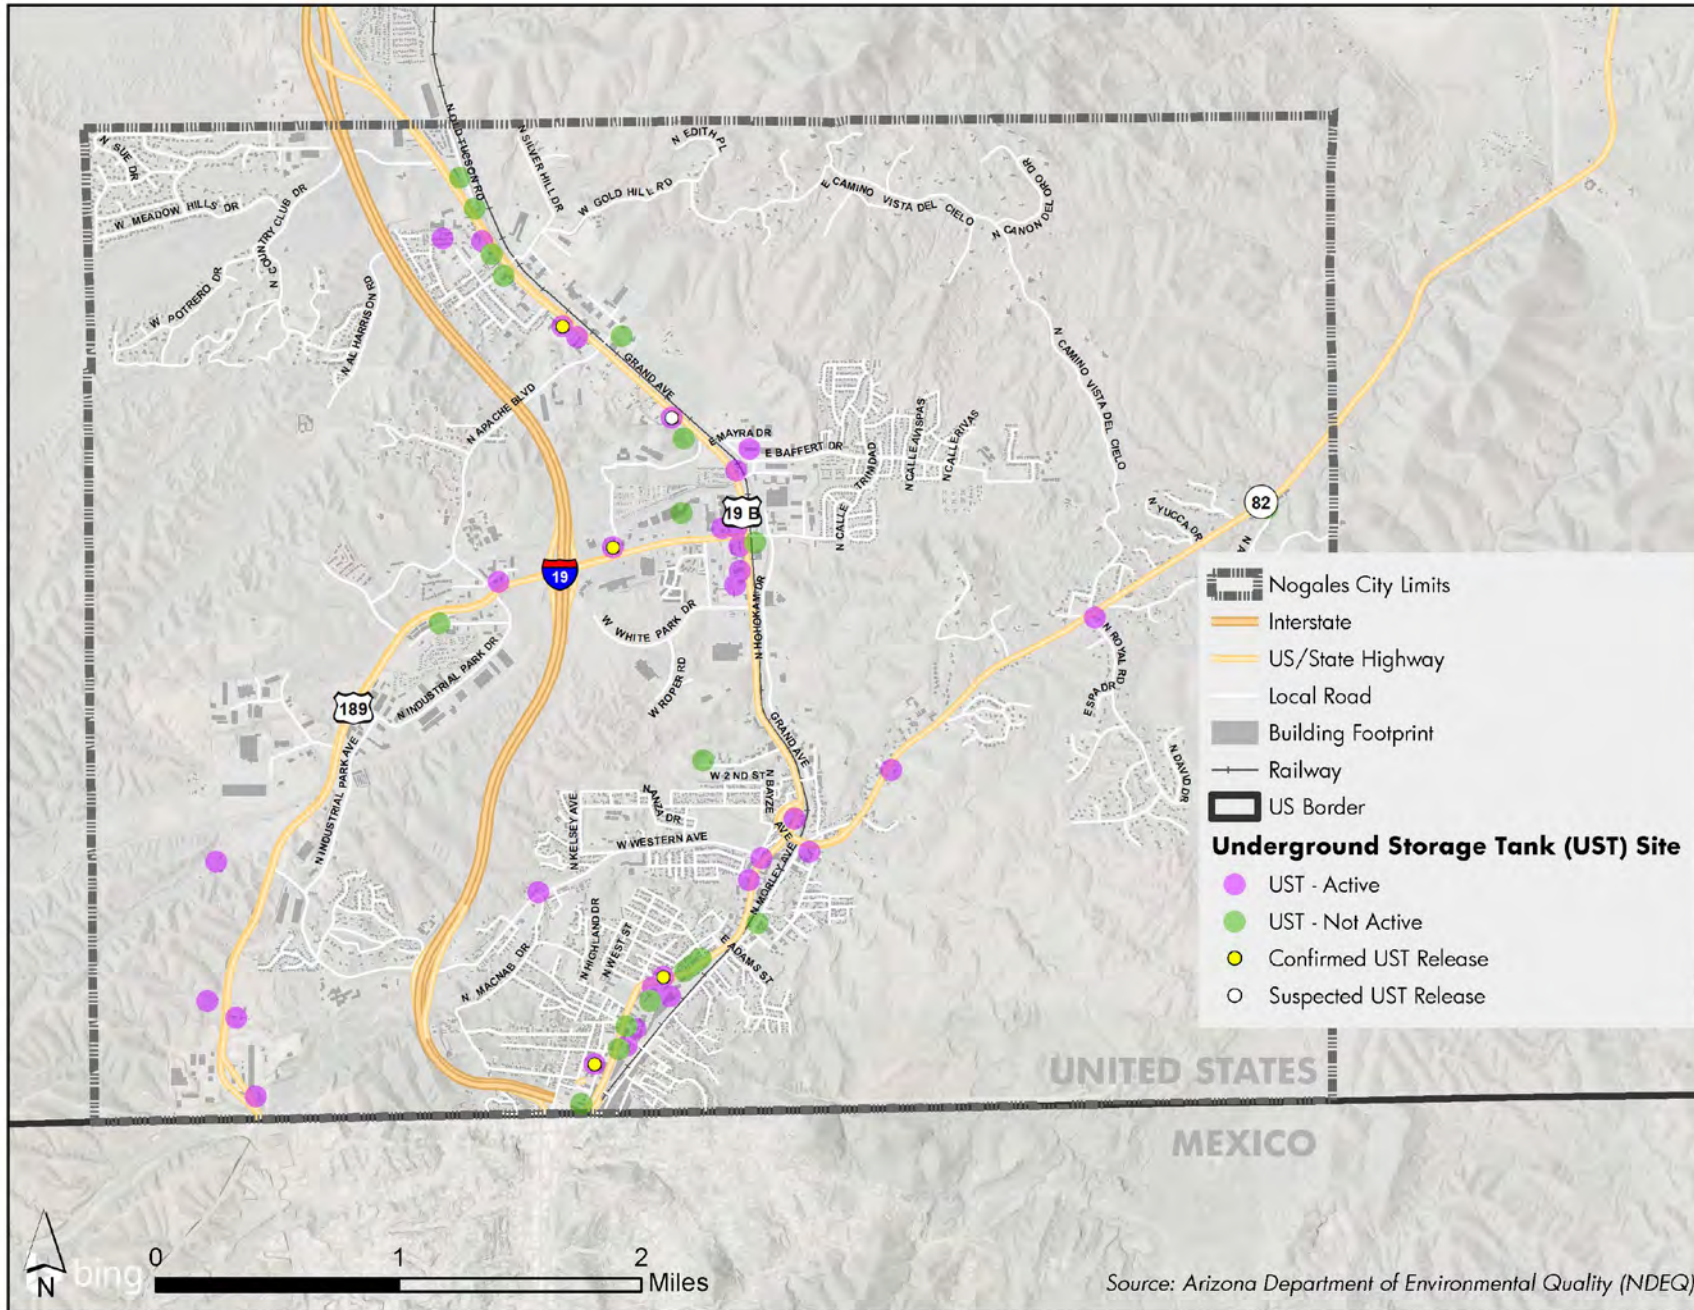 N SUE DR
W MEADOW HILLS DR
N COUNTRY CLUB DR
W POTRERO DR
N AL HARRISON RD
N OLD TUCSON RD
N SILVER HILL DR
W GOLD HILL RD
N EDITH PL
E CAMINO VISTA DEL CIELO
N CANON DEL ORO DR
N CAMINO VISTA DEL CIELO
GRAND AVE
N APACHE BLVD
E MAYRA DR
E BAFFERT DR
N CALLE TRINIDAD
N CALLE AVISPAS
N CALLE RIVAS
19 B
82
N YUCCA DR
19
W WHITE PARK DR
N HOHOKAM DR
N INDUSTRIAL PARK DR
W ROPER RD
189
N ROYAL RD
E SPA DR
N DAVID DR
N INDUSTRIAL PARK AVE
GRAND AVE
W 2 ND ST
N BAYZE AVE
N ANZA DR
N KELSEY AVE
W WESTERN AVE
N MORLEY AVE
N HIGHLAND DR
N WEST ST
E ADAMS ST
N MACNAB DR
Nogales City Limits
Interstate
US/State Highway
Local Road
Building Footprint
Railway
US Border
Underground Storage Tank (UST) Site
UST - Active
UST - Not Active
Confirmed UST Release
Suspected UST Release
UNITED STATES
MEXICO
N
bing
0 1 2
Miles
Source: Arizona Department of Environmental Quality (NDEQ)